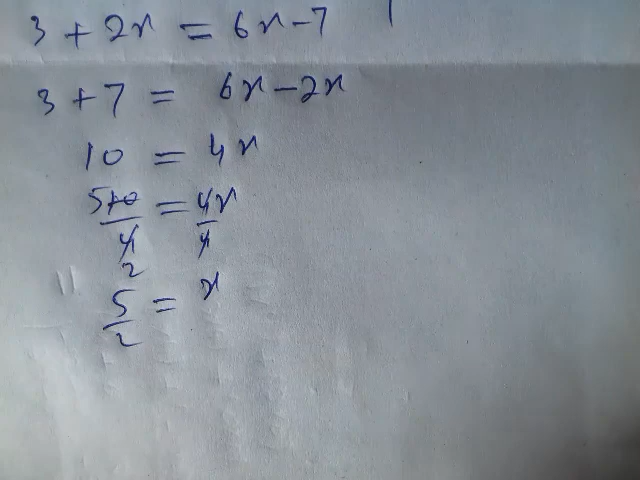 3 + 2x = 6x - 7
3 + 7 = 6x - 2x
10 = 4x
5 10/4 2 = 4x/4
5/2 = x